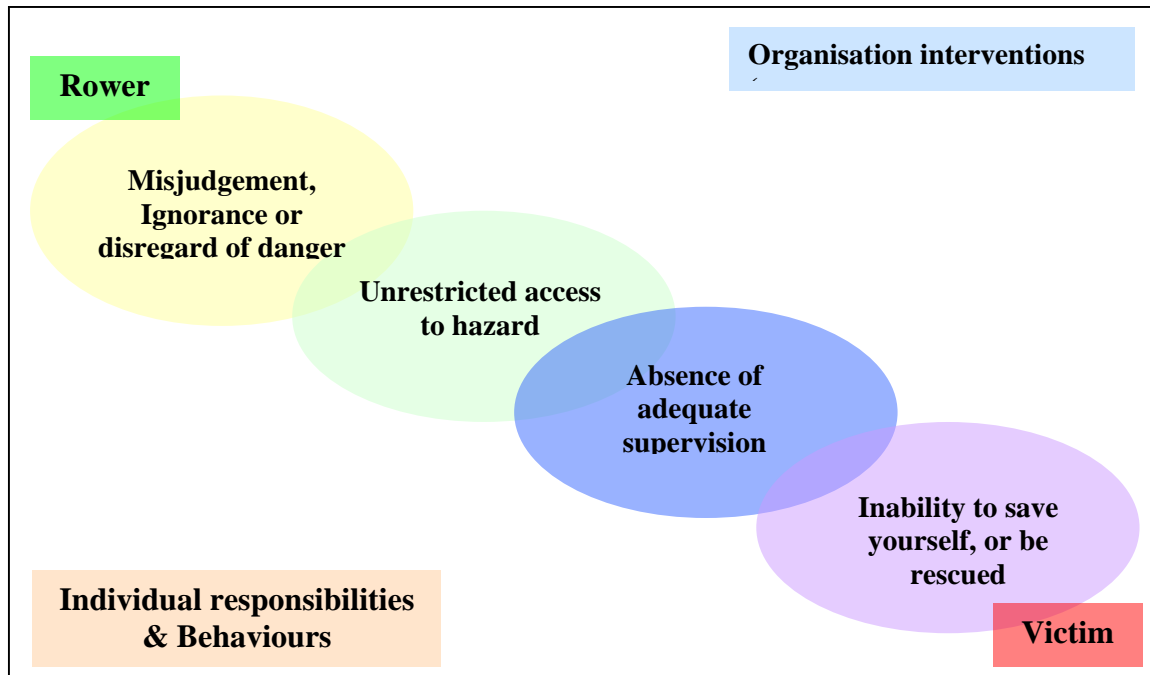 Organisation interventions
Rower
Misjudgement,
Ignorance or
disregard of danger
Unrestricted access
to hazard
Absence of
adequate
supervision
Inability to save
yourself, or be
rescued
Individual responsibilities
& Behaviours
Victim